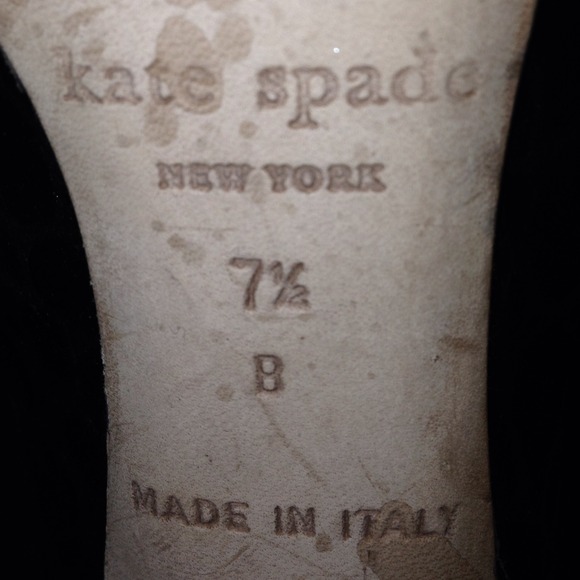 kate spade
NEW YORK
7½
B
MADE IN ITALY